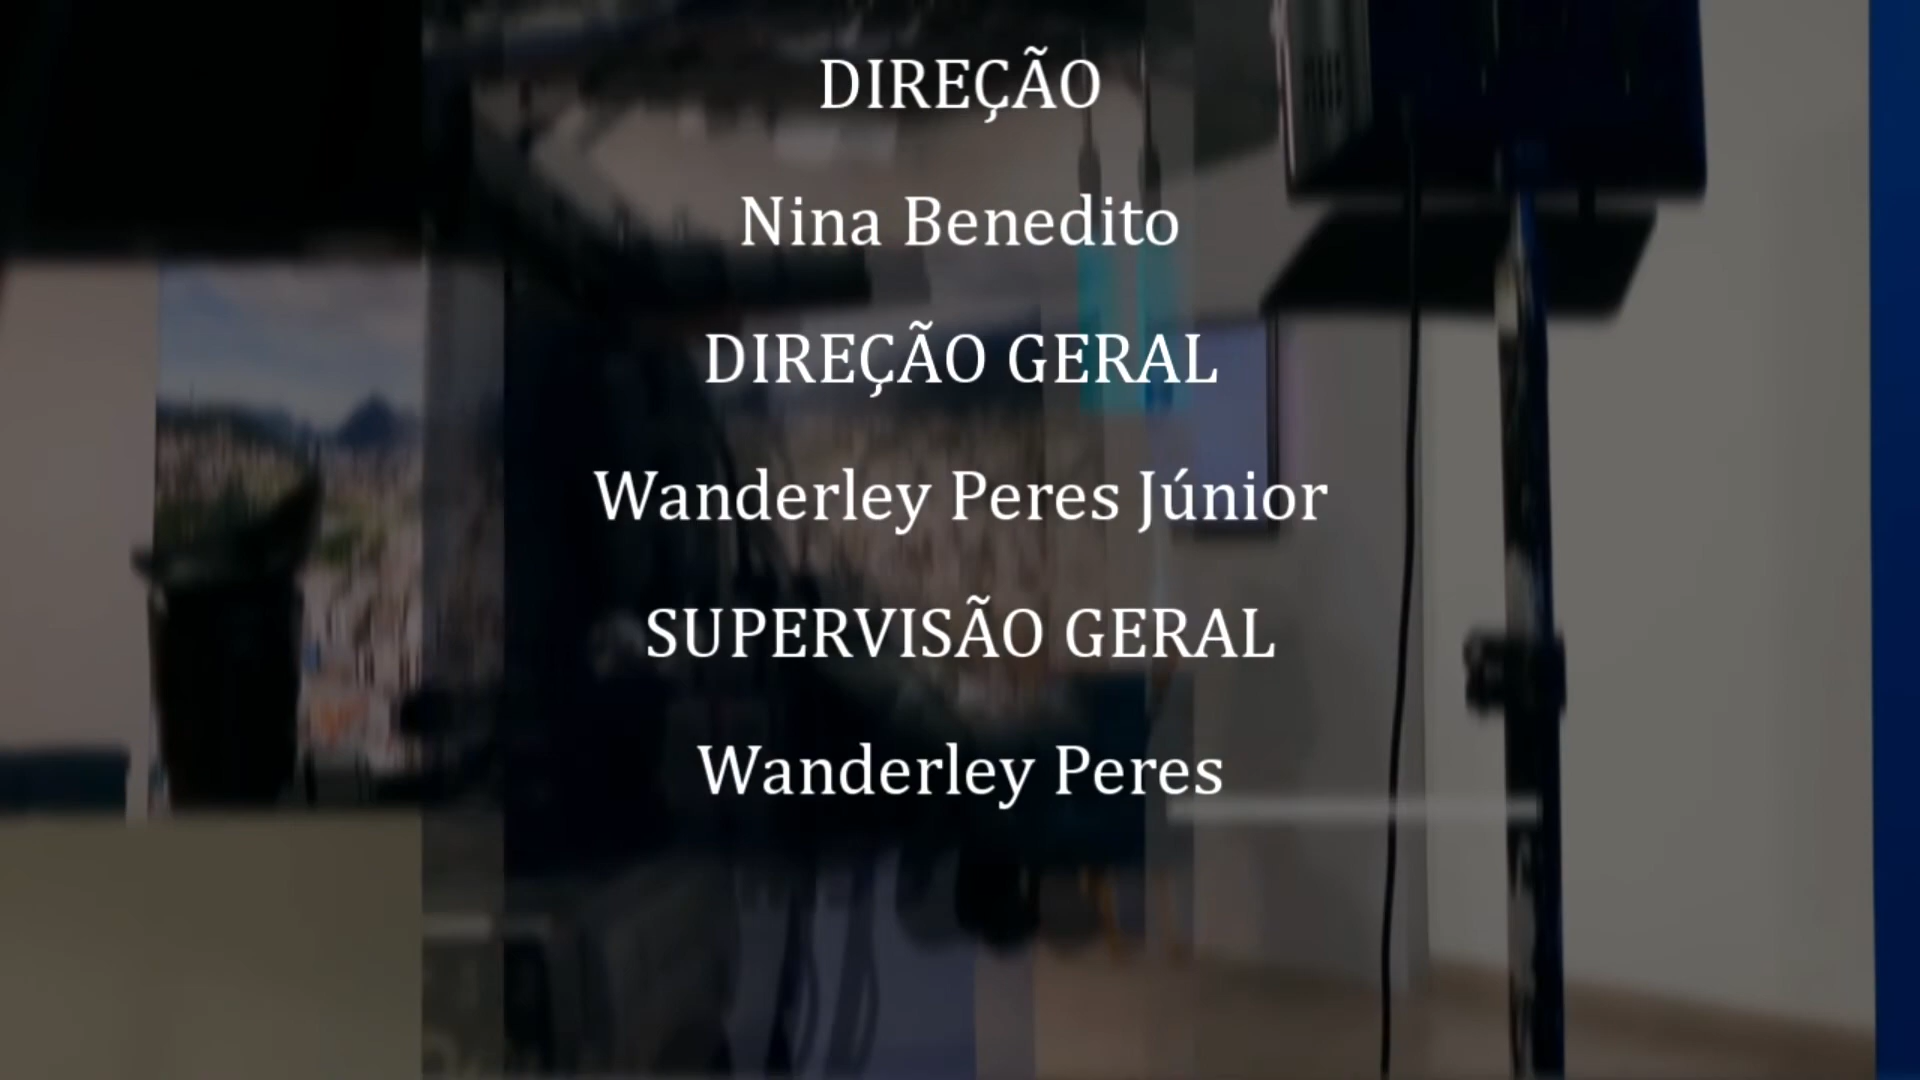 DIREÇÃO
Nina Benedito
DIREÇÃO GERAL
Wanderley Peres Júnior
SUPERVISÃO GERAL
Wanderley Peres